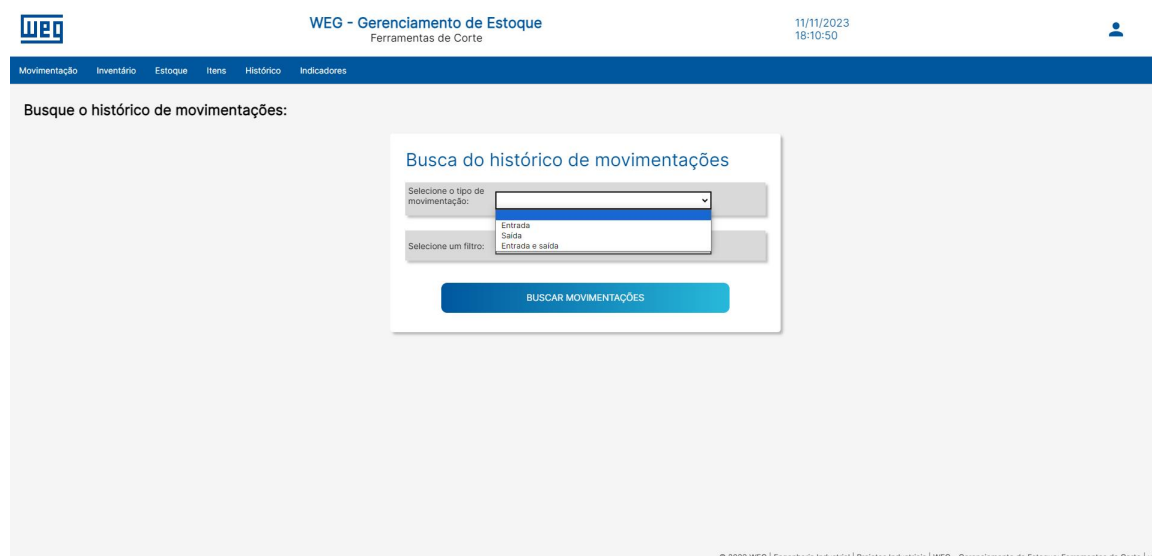 weg
WEG - Gerenciamento de Estoque
Ferramentas de Corte
11/11/2023
18:10:50
Movimentação Inventário Estoque Itens Histórico Indicadores
Busque o histórico de movimentações:
Busca do histórico de movimentações
Selecione o tipo de
movimentação:
Entrada
Saída
Entrada e saída
Selecione um filtro:
BUSCAR MOVIMENTAÇÕES